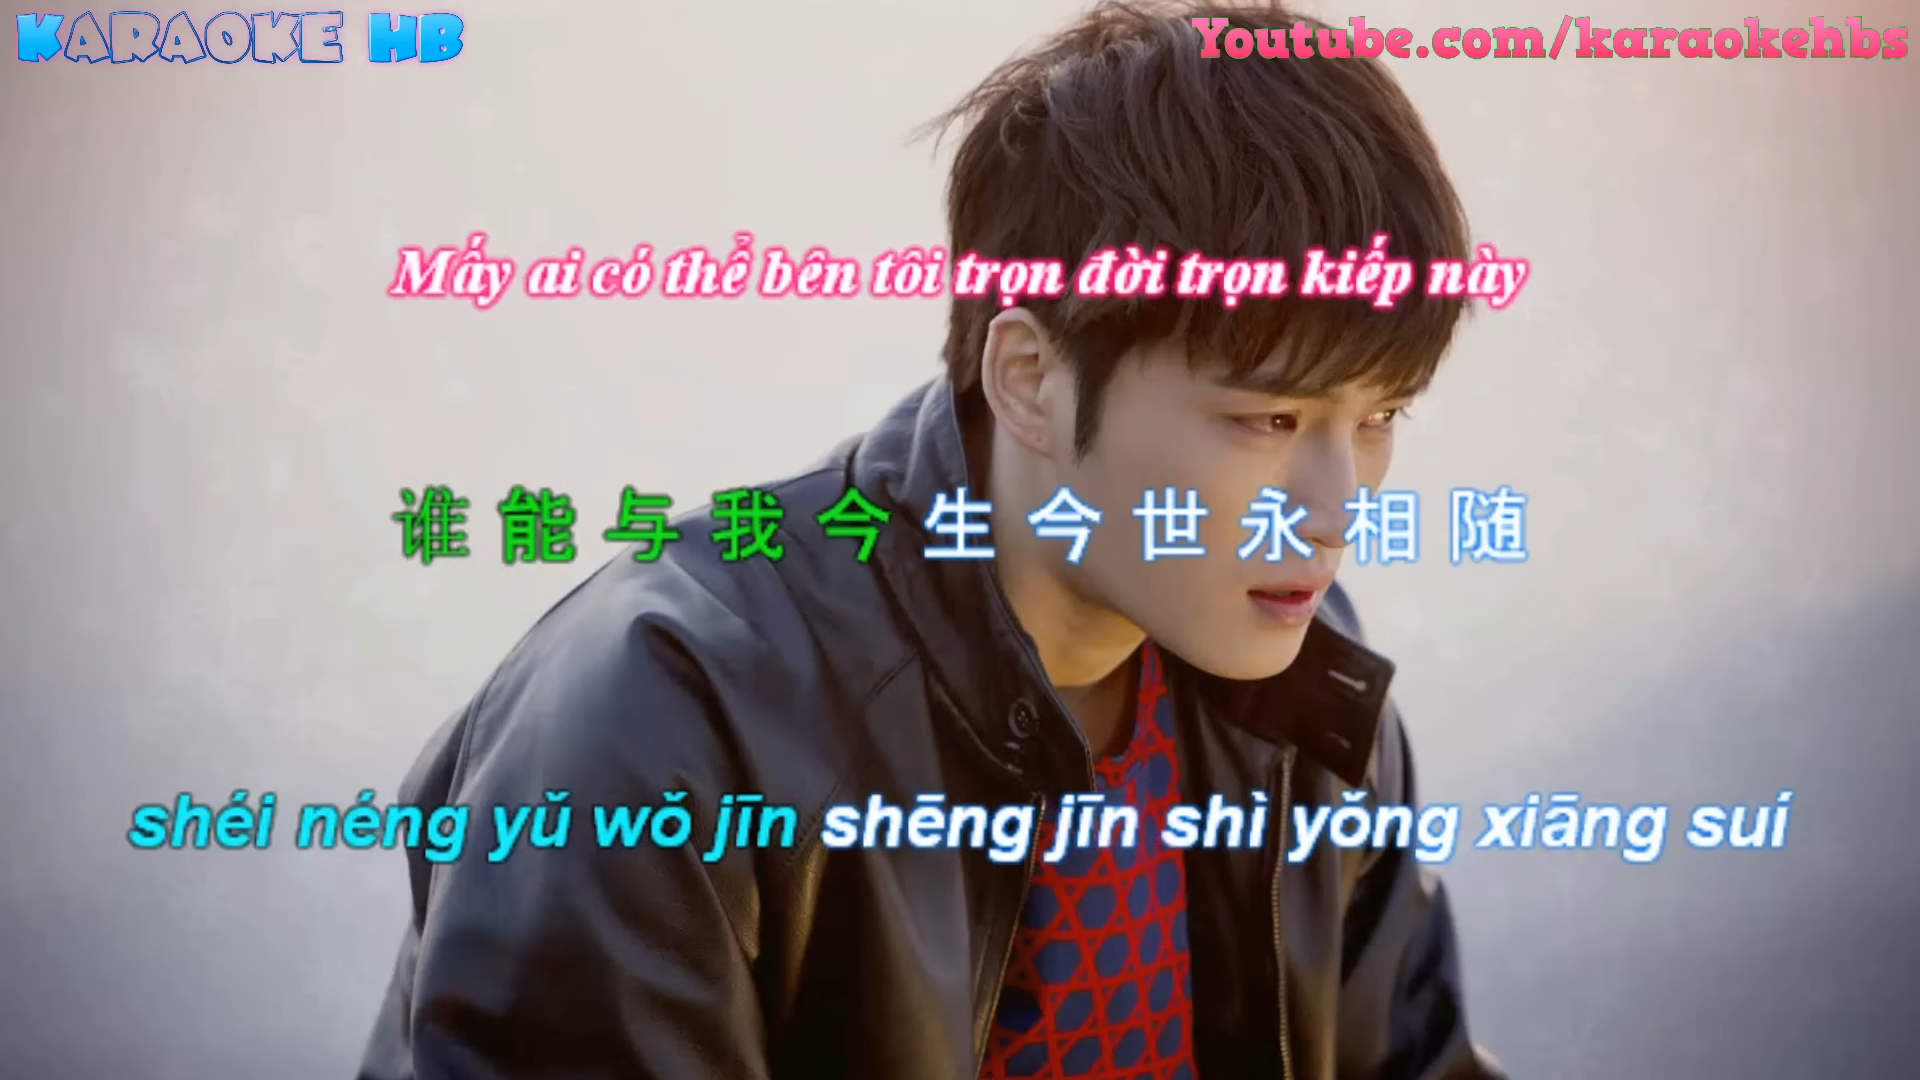 KARAOKE HB
Youtube.com/karaokehbs
Mấy ai có thể bên tôi trọn đời trọn kiếp này
谁能与我今生今世永相随
shéi néng yǔ wǒ jīn shēng jīn shì yǒng xiāng suí